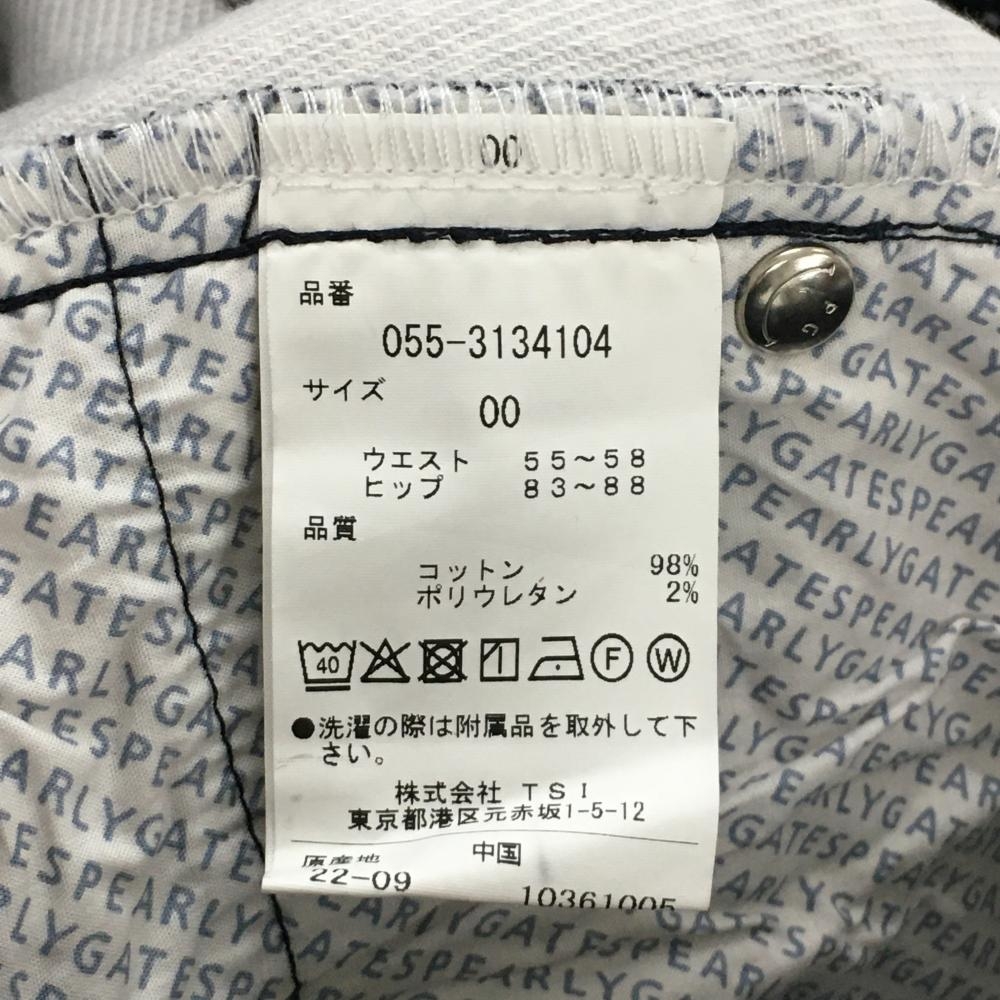 00
品番
055-3134104
サイズ
00
ウエスト 55~58
ヒップ 83~88
品質
コットン 98%
ポリウレタン 2%
40 F W
●洗濯の際は附属品を取外して下
さい。
株式会社 TSI
東京都港区元赤坂1-5-12
原産地 中国
22-09 10361005
PEARLYGATES